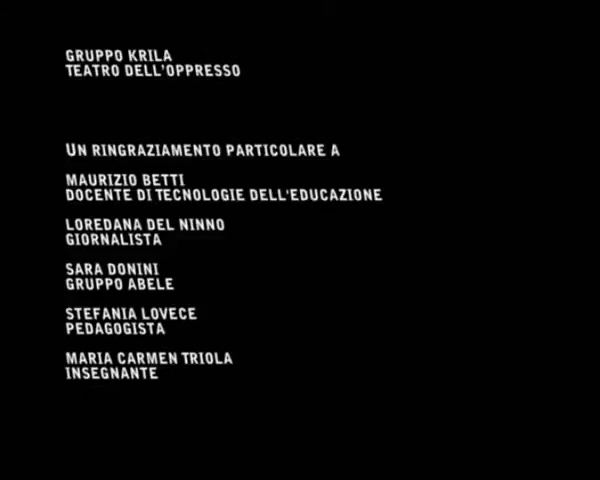 GRUPPO KRILA
TEATRO DELL'OPPRESSO
UN RINGRAZIAMENTO PARTICOLARE A
MAURIZIO BETTI
DOCENTE DI TECNOLOGIE DELL'EDUCAZIONE
LOREDANA DEL NINNO
GIORNALISTA
SARA DONINI
GRUPPO ABELE
STEFANIA LOVECE
PEDAGOGISTA
MARIA CARMEN TRIOLA
INSEGNANTE